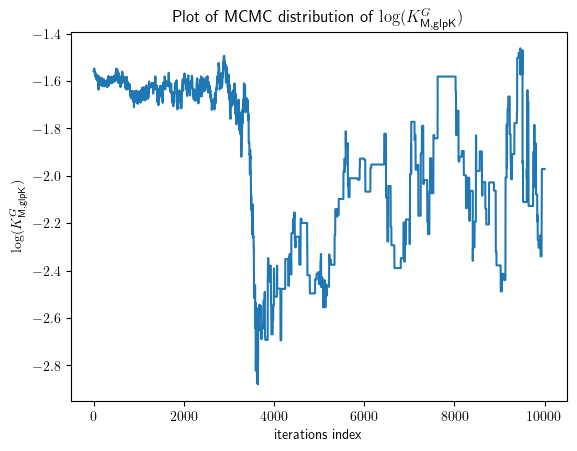 Plot of MCMC distribution of log(K^G_{M,glpK})
log(K^G_{M,glpK})
−1.4
−1.6
−1.8
−2.0
−2.2
−2.4
−2.6
−2.8
0 2000 4000 6000 8000 10000
iterations index